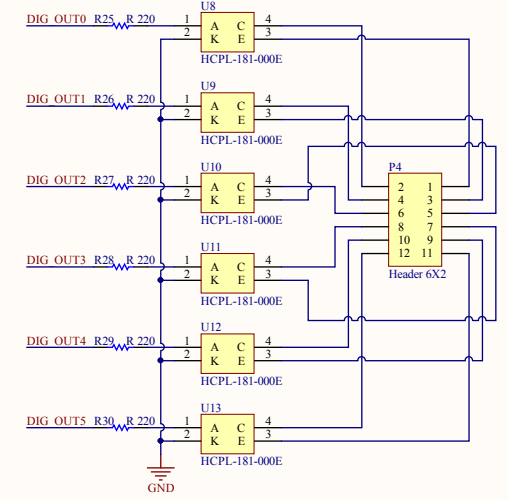 U8
DIG_OUT0 R25 R 220 1 A C 4
2 K E 3
HCPL-181-000E
U9
DIG_OUT1 R26 R 220 1 A C 4
2 K E 3
HCPL-181-000E
U10
P4
DIG_OUT2 R27 R 220 1 A C 4
2 K E 3
2 1
4 3
6 5
8 7
10 9
12 11
Header 6X2
HCPL-181-000E
U11
DIG_OUT3 R28 R 220 1 A C 4
2 K E 3
HCPL-181-000E
U12
DIG_OUT4 R29 R 220 1 A C 4
2 K E 3
HCPL-181-000E
U13
DIG_OUT5 R30 R 220 1 A C 4
2 K E 3
HCPL-181-000E
GND